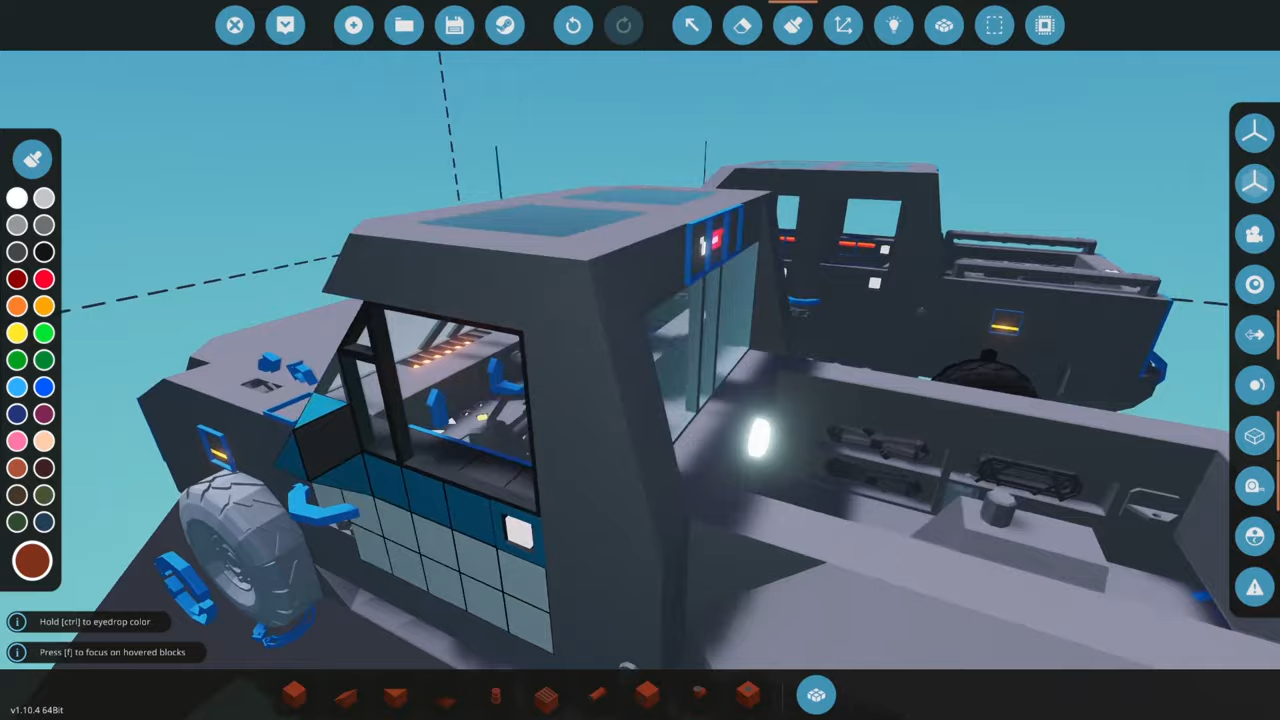 Hold [ctrl] to eyedrop color
Press [f] to focus on hovered blocks
v1.10.4 64Bit